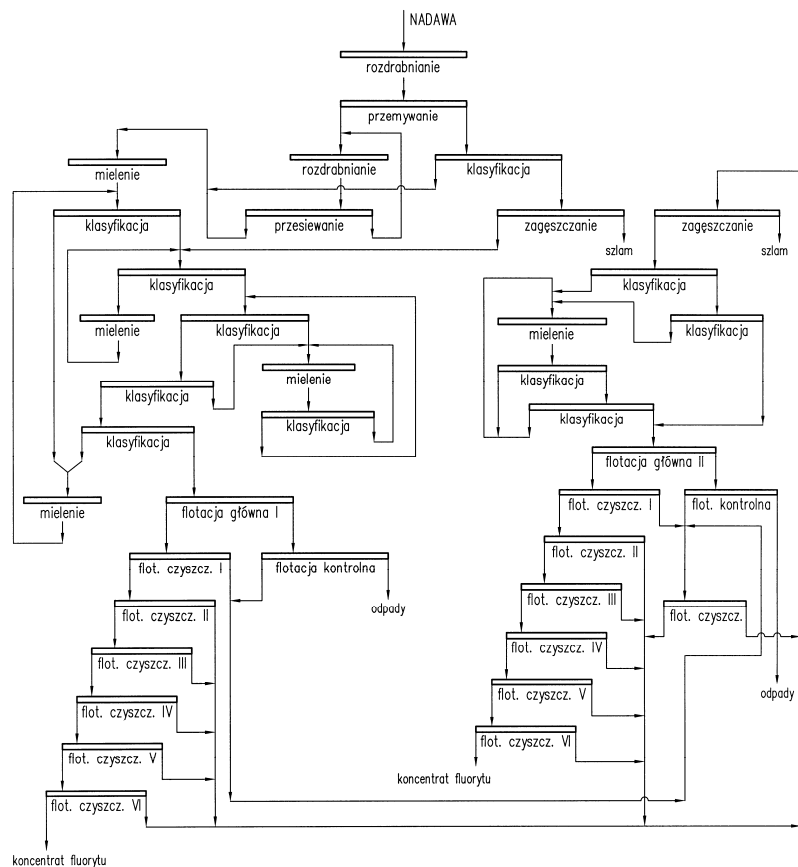 NADAWA
rozdrabnianie
przemywanie
mielenie
rozdrabnianie
klasyfikacja
klasyfikacja
przesiewanie
zagęszczanie
zagęszczanie
szlam
szlam
klasyfikacja
klasyfikacja
mielenie
klasyfikacja
mielenie
klasyfikacja
mielenie
klasyfikacja
klasyfikacja
klasyfikacja
klasyfikacja
klasyfikacja
flotacja główna II
mielenie
flotacja główna I
flot. czyszcz. I
flot. kontrolna
flot. czyszcz. I
flotacja kontrolna
flot. czyszcz. II
odpady
flot. czyszcz. II
flot. czyszcz. III
flot. czyszcz.
flot. czyszcz. III
flot. czyszcz. IV
flot. czyszcz. IV
flot. czyszcz. V
odpady
flot. czyszcz. V
flot. czyszcz. VI
koncentrat fluorytu
flot. czyszcz. VI
koncentrat fluorytu